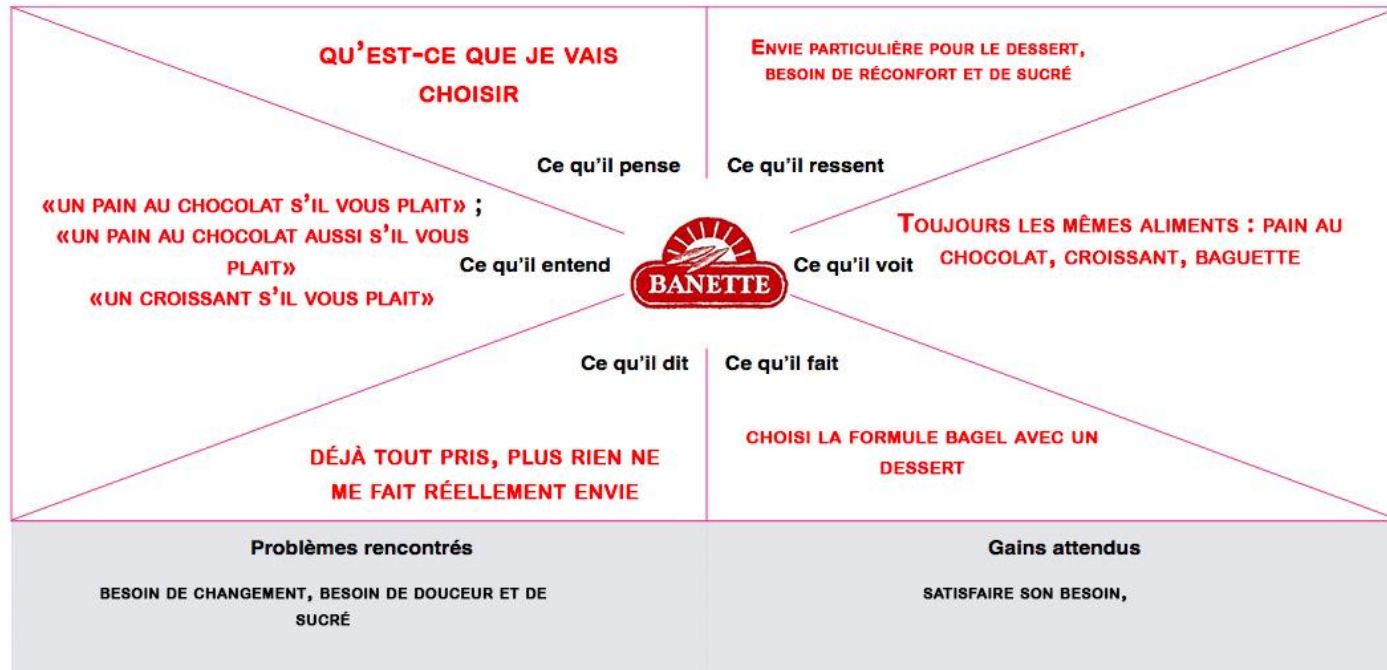 QU'EST-CE QUE JE VAIS
CHOISIR
Ce qu'il pense
ENVIE PARTICULIÈRE POUR LE DESSERT,
BESOIN DE RÉCONFORT ET DE SUCRÉ
Ce qu'il ressent
«UN PAIN AU CHOCOLAT S'IL VOUS PLAIT» ;
«UN PAIN AU CHOCOLAT AUSSI S'IL VOUS
PLAIT»
«UN CROISSANT S'IL VOUS PLAIT»
Ce qu'il entend
BANETTE
Ce qu'il voit
TOUJOURS LES MÊMES ALIMENTS : PAIN AU
CHOCOLAT, CROISSANT, BAGUETTE
Ce qu'il dit
DÉJÀ TOUT PRIS, PLUS RIEN NE
ME FAIT RÉELLEMENT ENVIE
Ce qu'il fait
CHOISI LA FORMULE BAGEL AVEC UN
DESSERT
Problèmes rencontrés
BESOIN DE CHANGEMENT, BESOIN DE DOUCEUR ET DE
SUCRÉ
Gains attendus
SATISFAIRE SON BESOIN,